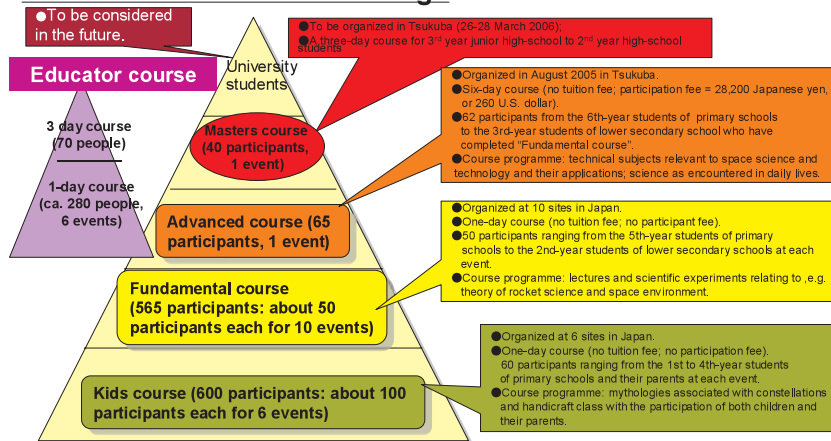 ●To be considered
in the future.
●To be organized in Tsukuba (26-28 March 2006);
●A three-day course for 3rd year junior high-school to 2nd year high-school
students
Educator course
University
students
●Organized in August 2005 in Tsukuba.
●Six-day course (no tuition fee; participation fee = 28,200 Japanese yen,
or 260 U.S. dollar).
●62 participants from the 6th-year students of primary schools
to the 3rd-year students of lower secondary school who have
completed “Fundamental course”.
●Course programme: technical subjects relevant to space science and
technology and their applications; science as encountered in daily lives.
3 day course
(70 people)
1-day course
(ca. 280 people,
6 events)
Masters course
(40 participants,
1 event)
Advanced course (65
participants, 1 event)
●Organized at 10 sites in Japan.
●One-day course (no tuition fee; no participant fee).
●50 participants ranging from the 5th-year students of primary
schools to the 2nd-year students of lower secondary schools at each
event.
●Course programme: lectures and scientific experiments relating to ,e.g.
theory of rocket science and space environment.
Fundamental course
(565 participants: about 50
participants each for 10 events)
●Organized at 6 sites in Japan.
●One-day course (no tuition fee; no participation fee).
60 participants ranging from the 1st to 4th-year students
of primary schools and their parents at each event.
●Course programme: mythologies associated with constellations
and handicraft class with the participation of both children and
their parents.
Kids course (600 participants: about 100
participants each for 6 events)